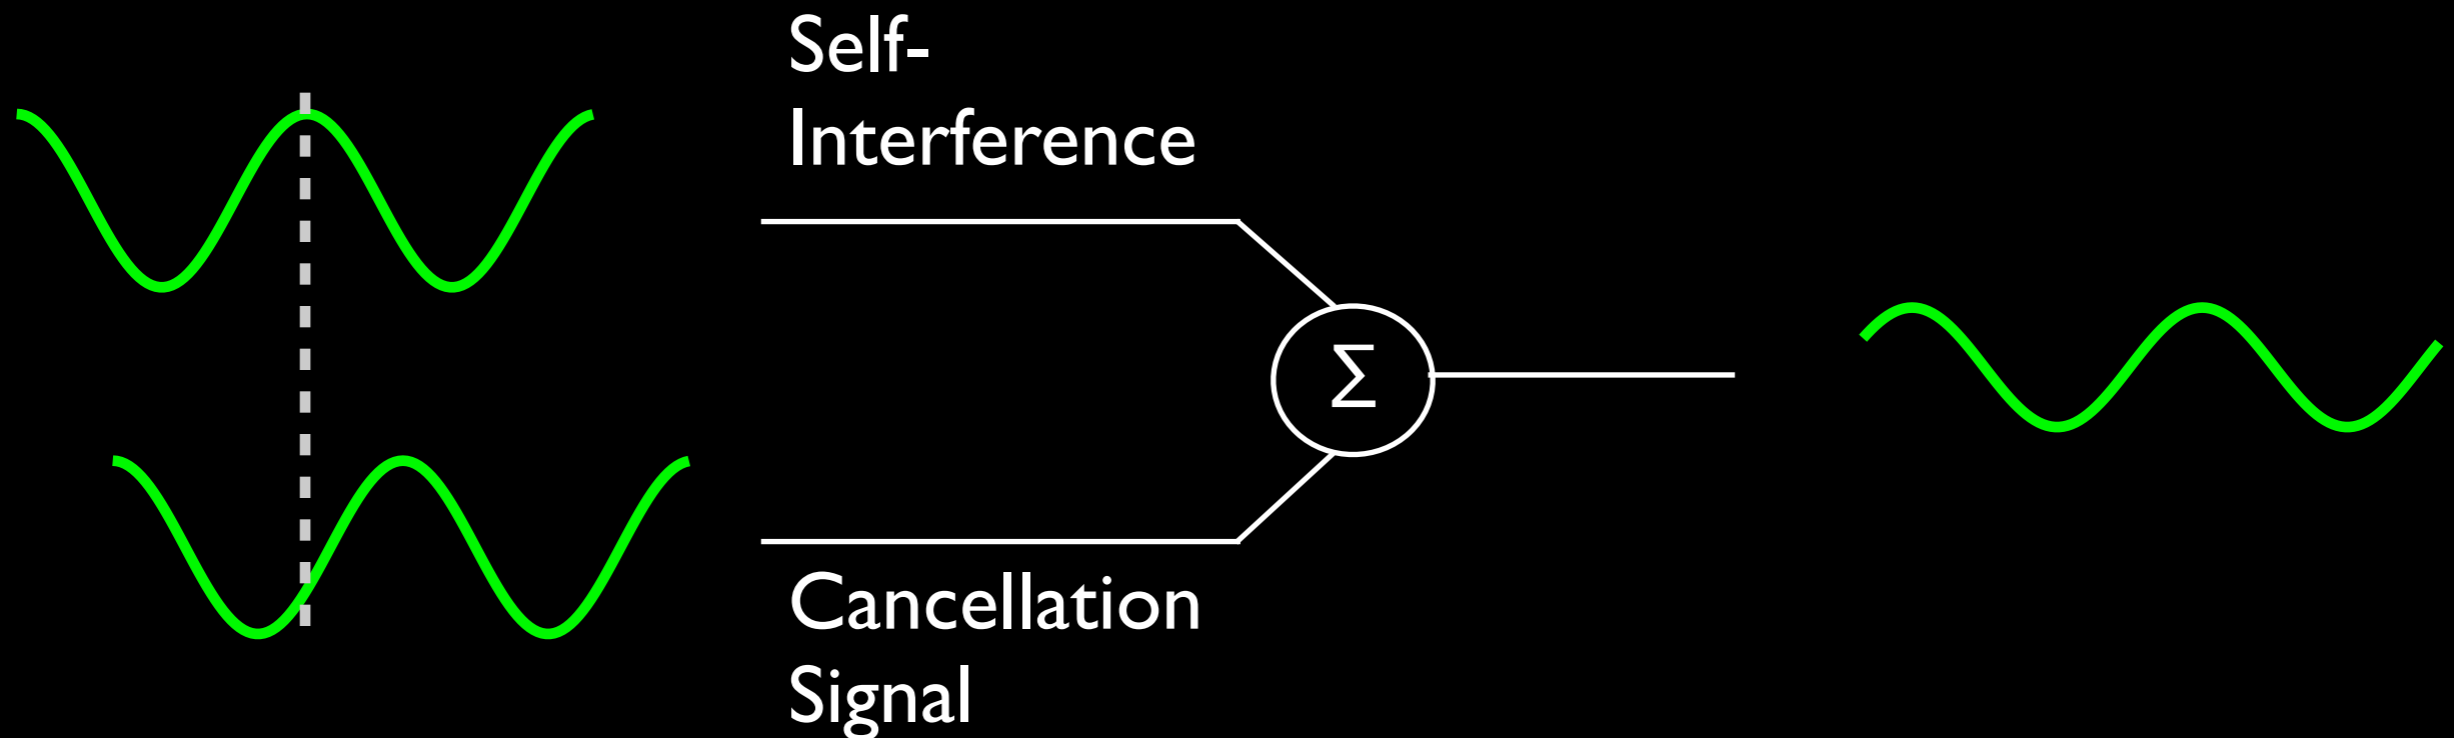 Self-
Interference
Σ
Cancellation
Signal